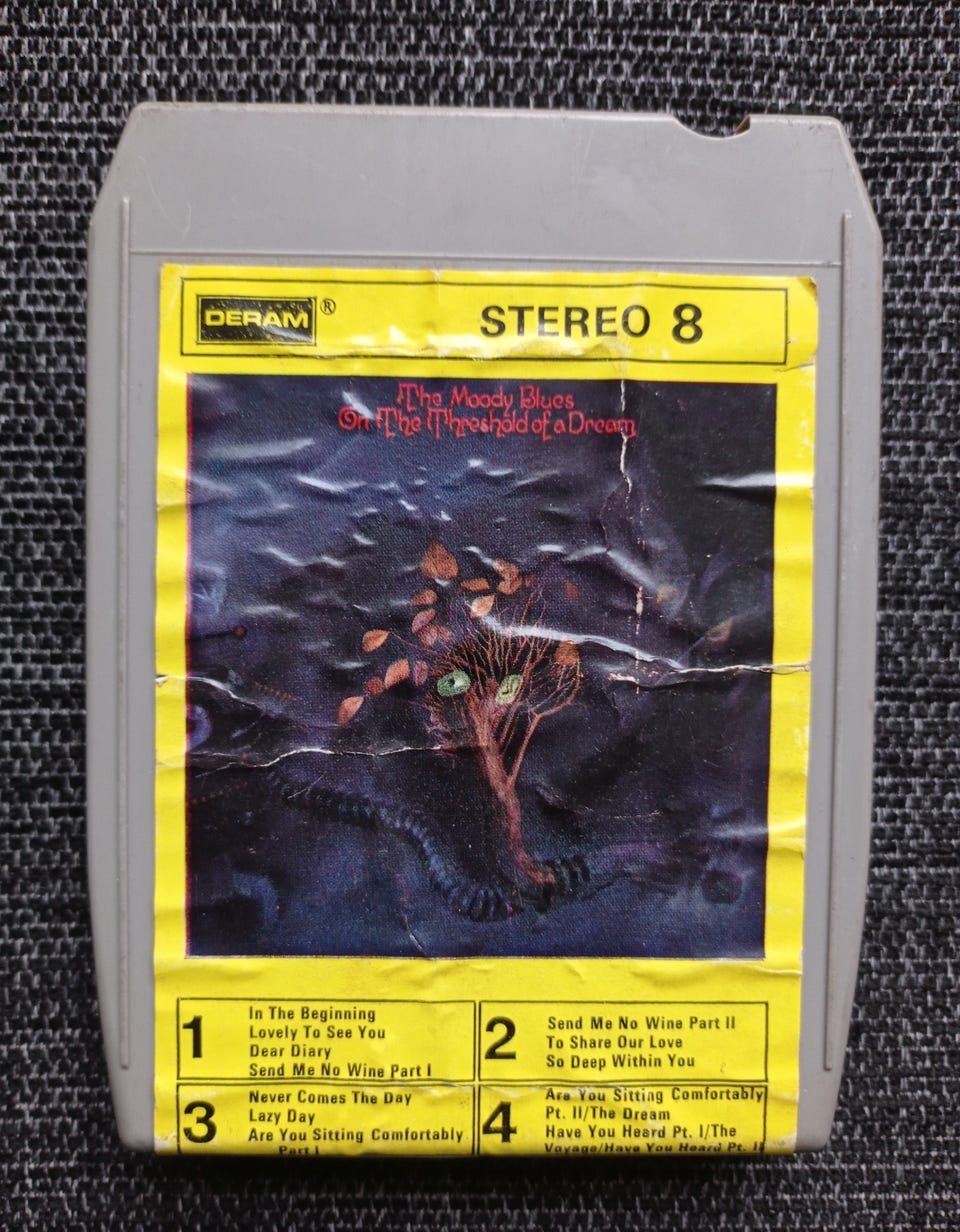 DERAM ®
STEREO 8
The Moody Blues
On The Threshold of a Dream
1
In The Beginning
Lovely To See You
Dear Diary
Send Me No Wine Part I
2
Send Me No Wine Part II
To Share Our Love
So Deep Within You
3
Never Comes The Day
Lazy Day
Are You Sitting Comfortably
Part I
4
Are You Sitting Comfortably
Pt. II/The Dream
Have You Heard Pt. I/The
Voyage/Have You Heard Pt. II